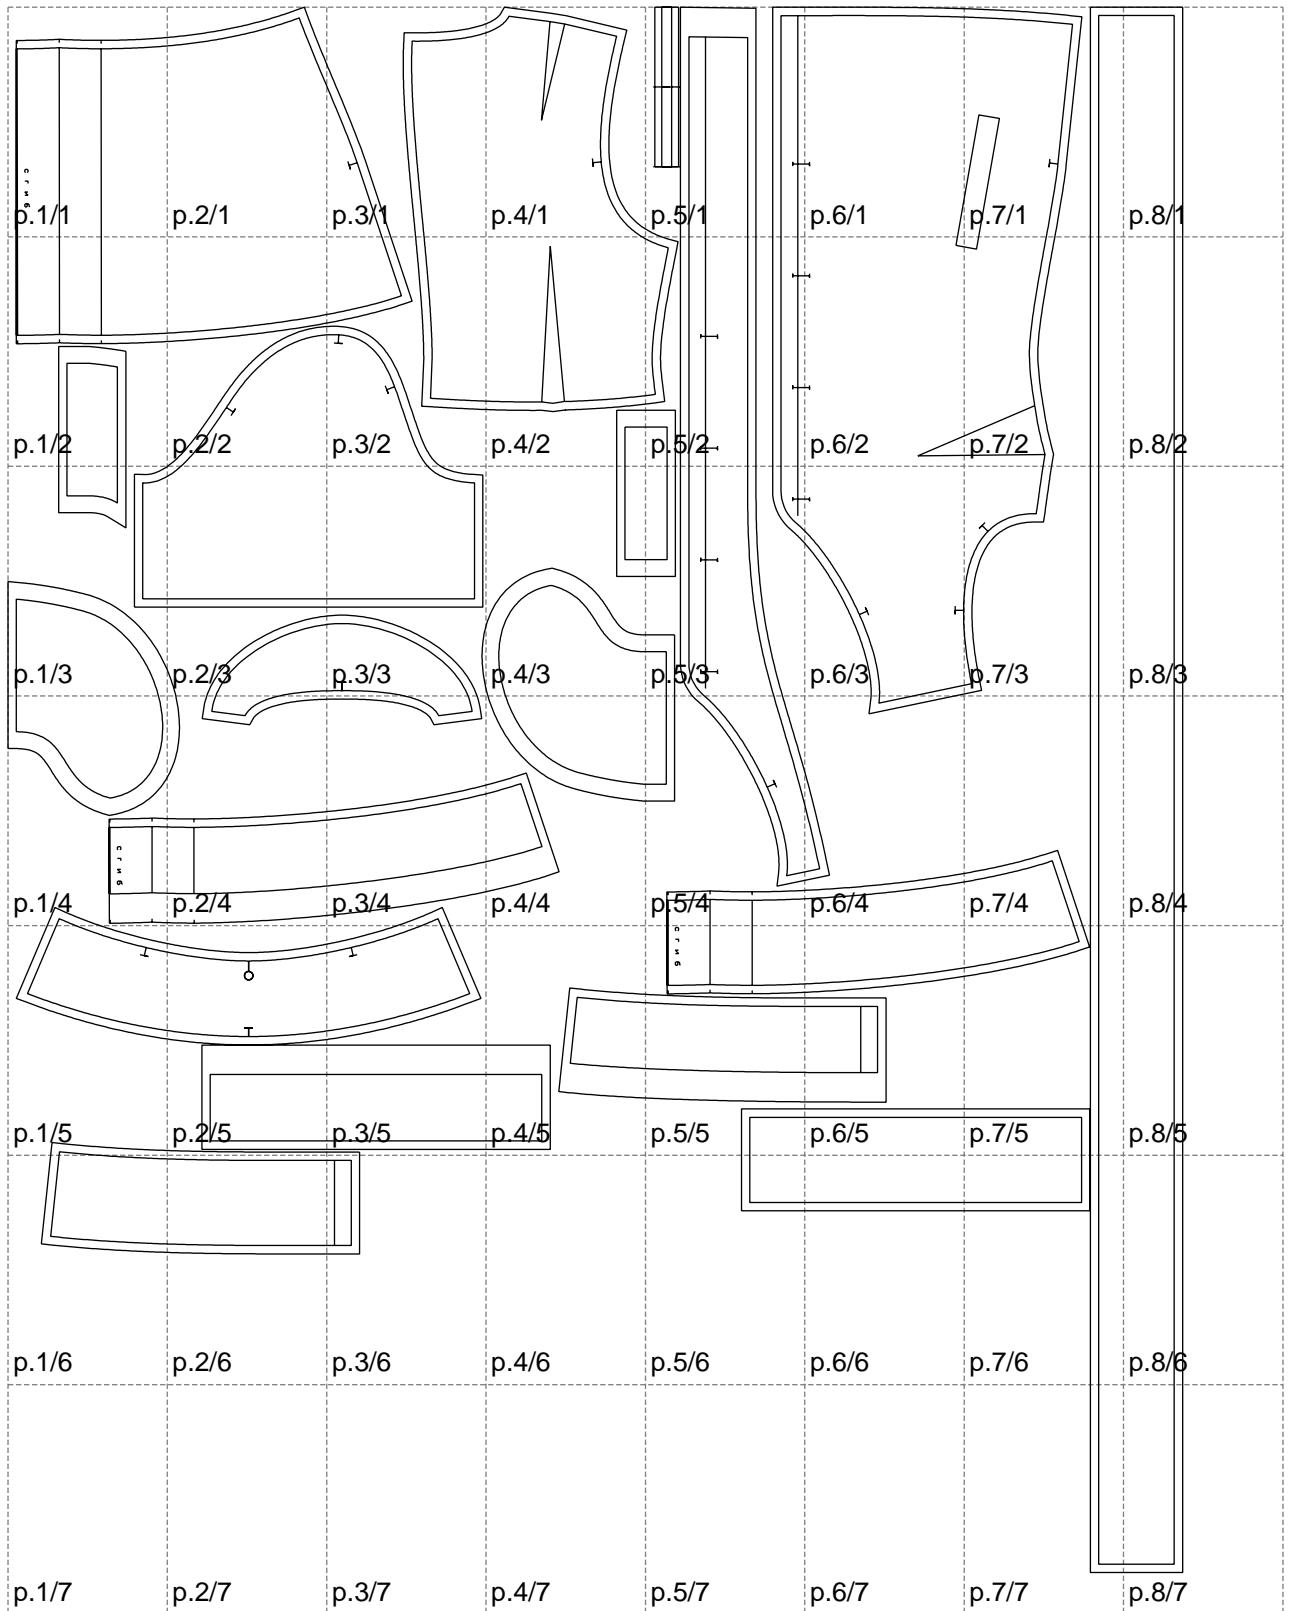 сгиб
p.1/1 p.2/1 p.3/1 p.4/1 p.5/1 p.6/1 p.7/1 p.8/1
p.1/2 p.2/2 p.3/2 p.4/2 p.5/2 p.6/2 p.7/2 p.8/2
p.1/3 p.2/3 p.3/3 p.4/3 p.5/3 p.6/3 p.7/3 p.8/3
сгиб
p.1/4 p.2/4 p.3/4 p.4/4 p.5/4 p.6/4 p.7/4 p.8/4
сгиб
p.1/5 p.2/5 p.3/5 p.4/5 p.5/5 p.6/5 p.7/5 p.8/5
p.1/6 p.2/6 p.3/6 p.4/6 p.5/6 p.6/6 p.7/6 p.8/6
p.1/7 p.2/7 p.3/7 p.4/7 p.5/7 p.6/7 p.7/7 p.8/7